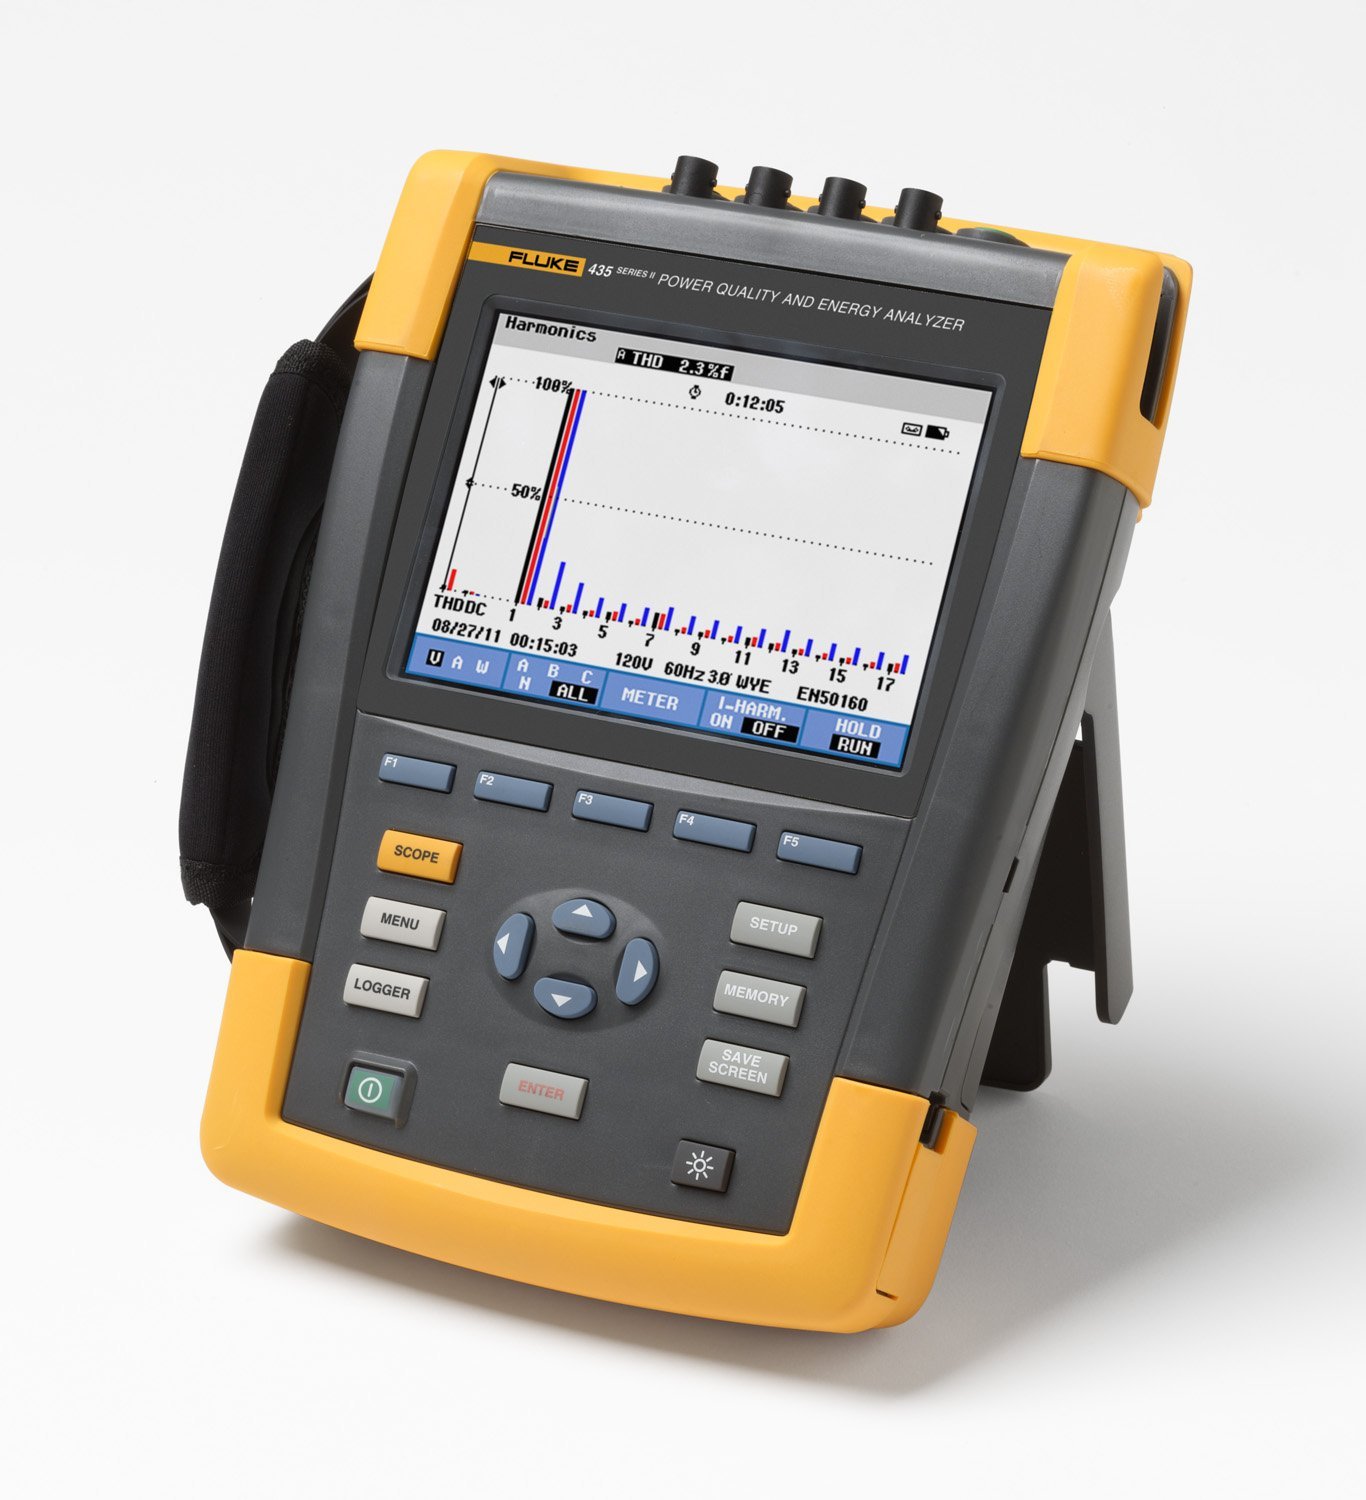 FLUKE 435 SERIES II POWER QUALITY AND ENERGY ANALYZER
Harmonics
A THD 2.3%f
0:12:05
100%
50%
THD DC 1 3 5 7 9 11 13 15 17
08/27/11 00:15:03 120V 60Hz 3Ø WYE EN50160
V A W
A B C
N ALL
METER
I-HARM.
ON OFF
HOLD
RUN
F1 F2 F3 F4 F5
SCOPE
MENU
LOGGER
SETUP
MEMORY
SAVE
SCREEN
ENTER